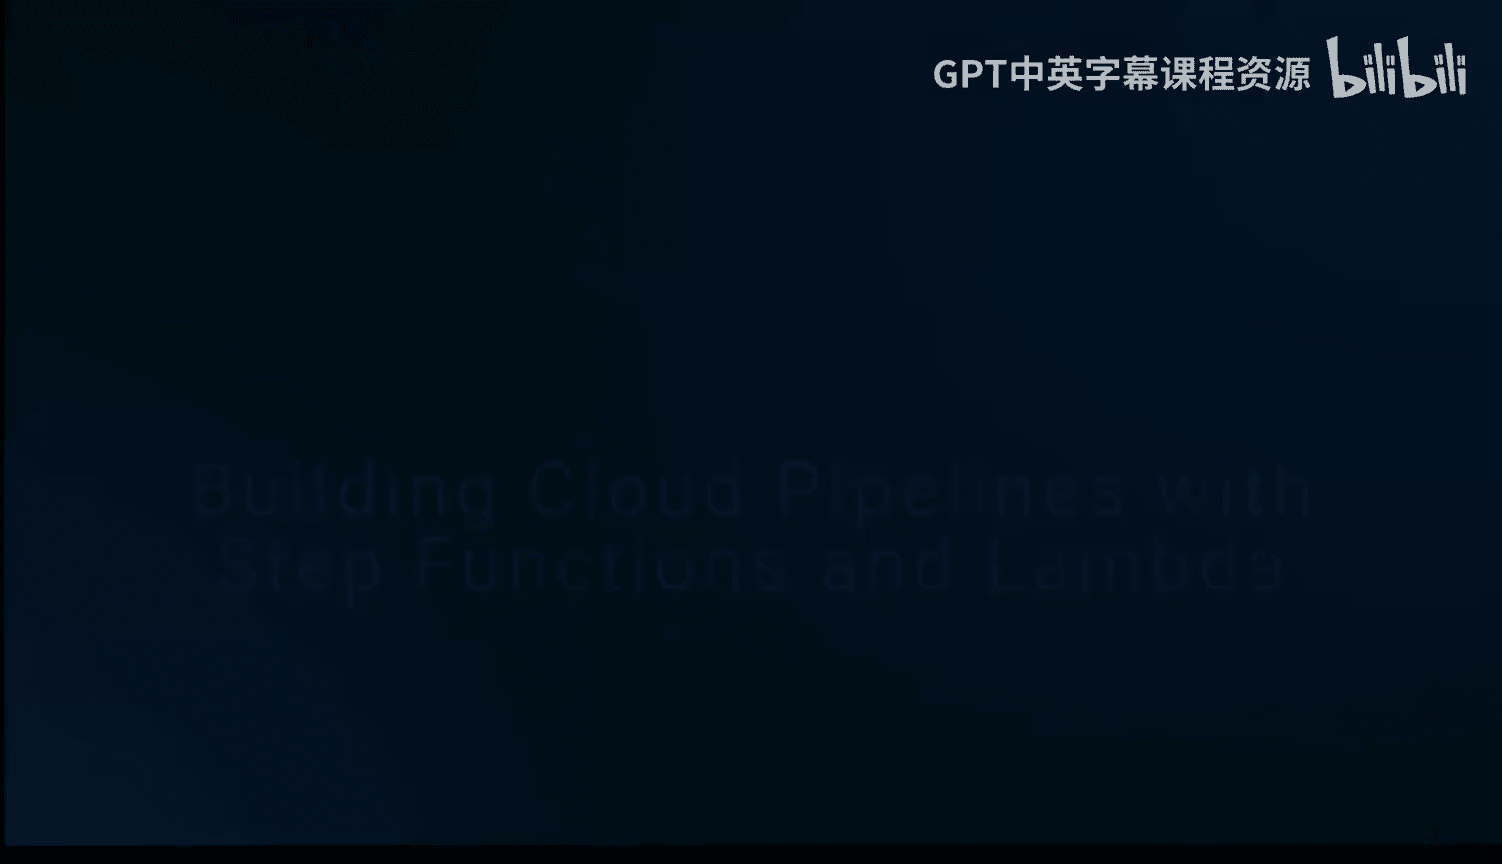 GPT中英字幕课程资源 bilibili
Building Cloud Pipelines with
Step Functions and Lambda